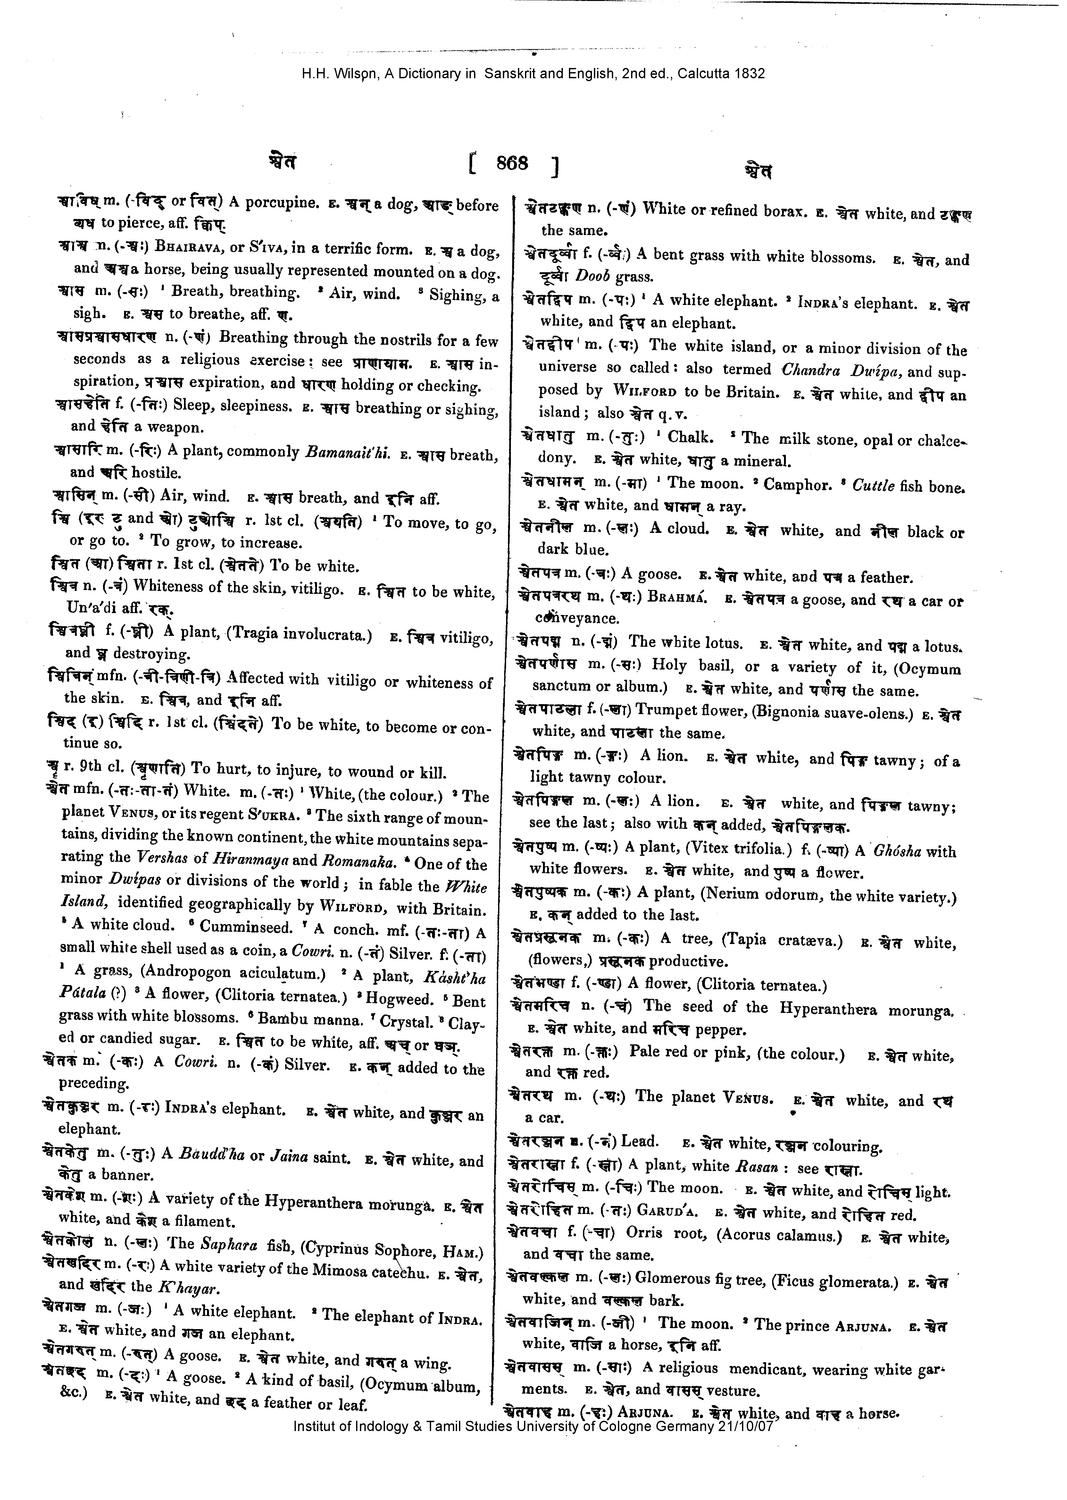 H.H. Wilson, A Dictionary in Sanskrit and English, 2nd ed., Calcutta 1832
श्वेत [ 868 ] श्वेत
श्वाविध् m. (-विद् or वित्) A porcupine. E. श्वन् a dog, आङ् before
व्यध to pierce, aff. क्विप्.
श्वाश्व n. (-श्वः) BHAIRAVA, or S'IVA, in a terrific form. E. श्व a dog,
and अश्व a horse, being usually represented mounted on a dog.
श्वास m. (-सः) ¹ Breath, breathing. ² Air, wind. ³ Sighing, a
sigh. E. श्वस to breathe, aff. ण.
श्वासप्रश्वासधारण n. (-णं) Breathing through the nostrils for a few
seconds as a religious exercise: see प्राणायाम. E. श्वास in-
spiration, प्रश्वास expiration, and धारण holding or checking.
श्वासहेति f. (-तिः) Sleep, sleepiness. E. श्वास breathing or sighing,
and हेति a weapon.
श्वासारि m. (-रिः) A plant, commonly Bamanait'hi. E. श्वास breath,
and अरि hostile.
श्वासिन् m. (-सी) Air, wind. E. श्वास breath, and इनि aff.
श्वि (इर् टु and ओ) टुओश्वि r. 1st cl. (श्वयति) ¹ To move, to go,
or go to. ² To grow, to increase.
श्वित (आ) श्विता r. 1st cl. (श्वेतते) To be white.
श्वित्र n. (-त्रं) Whiteness of the skin, vitiligo. E. श्वित to be white,
Un'a'di aff. रक्.
श्वित्रघ्नी f. (-घ्नी) A plant, (Tragia involucrata.) E. श्वित्र vitiligo,
and घ्न destroying.
श्वित्रिन् mfn. (-त्री-त्रिणी-त्रि) Affected with vitiligo or whiteness of
the skin. E. श्वित्र, and इनि aff.
श्विद (इ) श्विदि r. 1st cl. (श्विंदते) To be white, to become or con-
tinue so.
श्वॄ r. 9th cl. (श्वृणाति) To hurt, to injure, to wound or kill.
श्वेत mfn. (-तः-ता-तं) White. m. (-तः) ¹ White, (the colour.) ² The
planet VENUS, or its regent S'UKRA. ³ The sixth range of moun-
tains, dividing the known continent, the white mountains sepa-
rating the Vershas of Hiranmaya and Romanaka. ⁴ One of the
minor Dwipas or divisions of the world; in fable the White
Island, identified geographically by WILFORD, with Britain.
⁵ A white cloud. ⁶ Cumminseed. ⁷ A conch. mf. (-तः-ता) A
small white shell used as a coin, a Cowri. n. (-तं) Silver. f. (-ता)
¹ A grass, (Andropogon aciculatum.) ² A plant, Kásht'ha
Pátala (?) ³ A flower, (Clitoria ternatea.) ³ Hogweed. ⁵ Bent
grass with white blossoms. ⁶ Bambu manna. ⁷ Crystal. ⁸ Clay-
ed or candied sugar. E. श्वित to be white, aff. अच् or घञ्.
श्वेतक m. (-कः) A Cowri. n. (-कं) Silver. E. कन् added to the
preceding.
श्वेतकुञ्जर m. (-रः) INDRA's elephant. E. श्वेत white, and कुञ्जर an
elephant.
श्वेतकेतु m. (-तुः) A Bauddha or Jaina saint. E. श्वेत white, and
केतु a banner.
श्वेतकेश m. (-शः) A variety of the Hyperanthera morunga. E. श्वेत
white, and केश a filament.
श्वेतकोल n. (-लः) The Saphara fish, (Cyprinus Sophore, HAM.)
श्वेतखदिर m. (-रः) A white variety of the Mimosa catechu. E. श्वेत,
and खदिर the K'hayar.
श्वेतगज m. (-जः) ¹ A white elephant. ² The elephant of INDRA.
E. श्वेत white, and गज an elephant.
श्वेतगरुत् m. (-रुत्) A goose. E. श्वेत white, and गरुत् a wing.
श्वेतछद m. (-दः) ¹ A goose. ² A kind of basil, (Ocymum album,
&c.) E. श्वेत white, and छद a feather or leaf.
श्वेतटङ्कण n. (-णं) White or refined borax. E. श्वेत white, and टङ्कण
the same.
श्वेतदूर्व्वा f. (-र्व्वाः) A bent grass with white blossoms. E. श्वेत, and
दूर्व्वा Doob grass.
श्वेतद्विप m. (-पः) ¹ A white elephant. ² INDRA's elephant. E. श्वेत
white, and द्विप an elephant.
श्वेतद्वीप m. (-पः) The white island, or a minor division of the
universe so called: also termed Chandra Dwípa, and sup-
posed by WILFORD to be Britain. E. श्वेत white, and द्वीप an
island; also श्वेत q. v.
श्वेतधातु m. (-तुः) ¹ Chalk. ² The milk stone, opal or chalce-
dony. E. श्वेत white, धातु a mineral.
श्वेतधामन् m. (-मा) ¹ The moon. ² Camphor. ³ Cuttle fish bone.
E. श्वेत white, and धामन् a ray.
श्वेतनील m. (-लः) A cloud. E. श्वेत white, and नील black or
dark blue.
श्वेतपत्र m. (-त्रः) A goose. E. श्वेत white, and पत्र a feather.
श्वेतपत्ररथ m. (-थः) BRAHMÁ. E. श्वेतपत्र a goose, and रथ a car or
conveyance.
श्वेतपद्म n. (-द्मं) The white lotus. E. श्वेत white, and पद्म a lotus.
श्वेतपर्णास m. (-सः) Holy basil, or a variety of it, (Ocymum
sanctum or album.) E. श्वेत white, and पर्णास the same.
श्वेतपाटला f. (-ला) Trumpet flower, (Bignonia suave-olens.) E. श्वेत
white, and पाटला the same.
श्वेतपिङ्ग m. (-ङ्गः) A lion. E. श्वेत white, and पिङ्ग tawny; of a
light tawny colour.
श्वेतपिङ्गल m. (-लः) A lion. E. श्वेत white, and पिङ्गल tawny;
see the last; also with कन् added, श्वेतपिङ्गलक.
श्वेतपुष्प m. (-ष्पः) A plant, (Vitex trifolia.) f. (-ष्पा) A Ghósha with
white flowers. E. श्वेत white, and पुष्प a flower.
श्वेतपुष्पक m. (-कः) A plant, (Nerium odorum, the white variety.)
E. कन् added to the last.
श्वेतप्रसूनक m. (-कः) A tree, (Tapia cratæva.) E. श्वेत white,
(flowers,) प्रसूनक productive.
श्वेतभण्डा f. (-ण्डा) A flower, (Clitoria ternatea.)
श्वेतमरिच n. (-चं) The seed of the Hyperanthera morunga.
E. श्वेत white, and मरिच pepper.
श्वेतरक्त m. (-क्तः) Pale red or pink, (the colour.) E. श्वेत white,
and रक्त red.
श्वेतरथ m. (-थः) The planet VENUS. E. श्वेत white, and रथ
a car.
श्वेतरञ्जन n. (-नं) Lead. E. श्वेत white, रञ्जन colouring.
श्वेतरास्ना f. (-स्ना) A plant, white Rasan: see रास्ना.
श्वेतरोचिस् m. (-चिः) The moon. E. श्वेत white, and रोचिस् light.
श्वेतरोहित m. (-तः) GARUD'A. E. श्वेत white, and रोहित red.
श्वेतवचा f. (-चा) Orris root, (Acorus calamus.) E. श्वेत white,
and वचा the same.
श्वेतवल्कल m. (-लः) Glomerous fig tree, (Ficus glomerata.) E. श्वेत
white, and वल्कल bark.
श्वेतवाजिन् m. (-जी) ¹ The moon. ² The prince ARJUNA. E. श्वेत
white, वाजि a horse, इनि aff.
श्वेतवासस् m. (-साः) A religious mendicant, wearing white gar-
ments. E. श्वेत, and वासस् vesture.
श्वेतवाह m. (-हः) ARJUNA. E. श्वेत white, and वाह a horse.
Institut of Indology & Tamil Studies University of Cologne Germany 21/10/07